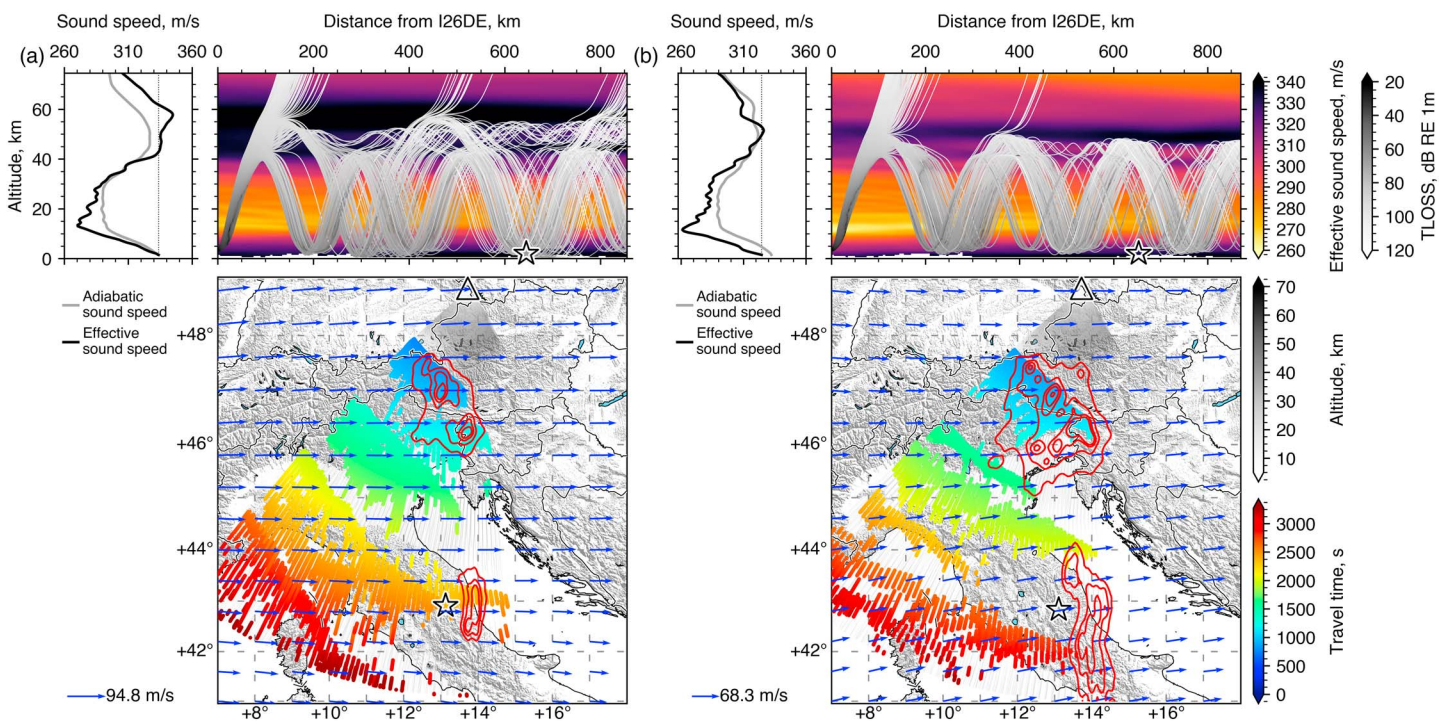 Sound speed, m/s
Distance from I26DE, km
Sound speed, m/s
Distance from I26DE, km
(a) 260 310 360
0 200 400 600 800
(b) 260 310 360
0 200 400 600 800
Altitude, km
60
40
20
0
Effective sound speed, m/s
340
330
320
310
300
290
280
270
260
TLOSS, dB RE 1m
20
40
60
80
100
120
Adiabatic
sound speed
Effective
sound speed
+48°
+46°
+44°
+42°
94.8 m/s
+8° +10° +12° +14° +16°
Adiabatic
sound speed
Effective
sound speed
+48°
+46°
+44°
+42°
68.3 m/s
+8° +10° +12° +14° +16°
Altitude, km
70
60
50
40
30
20
10
Travel time, s
3000
2500
2000
1500
1000
500
0